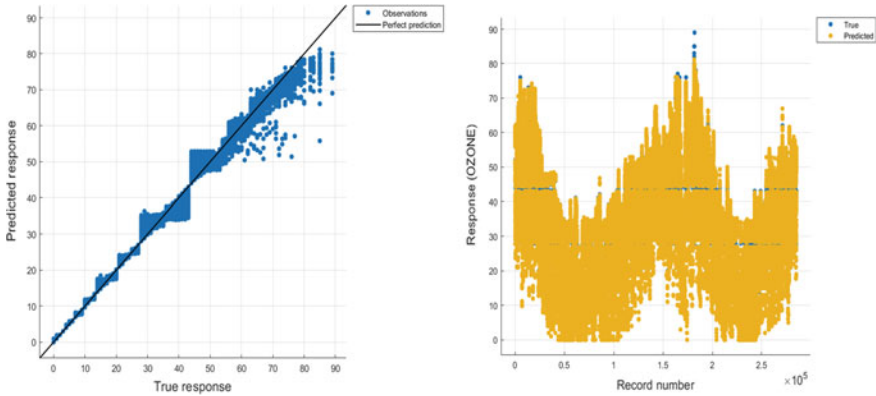 Observations
Perfect prediction
Predicted response
90
80
70
60
50
40
30
20
10
0
0 10 20 30 40 50 60 70 80 90
True response
True
Predicted
Response (OZONE)
90
80
70
60
50
40
30
20
10
0
0 0.5 1 1.5 2 2.5
×10⁵
Record number